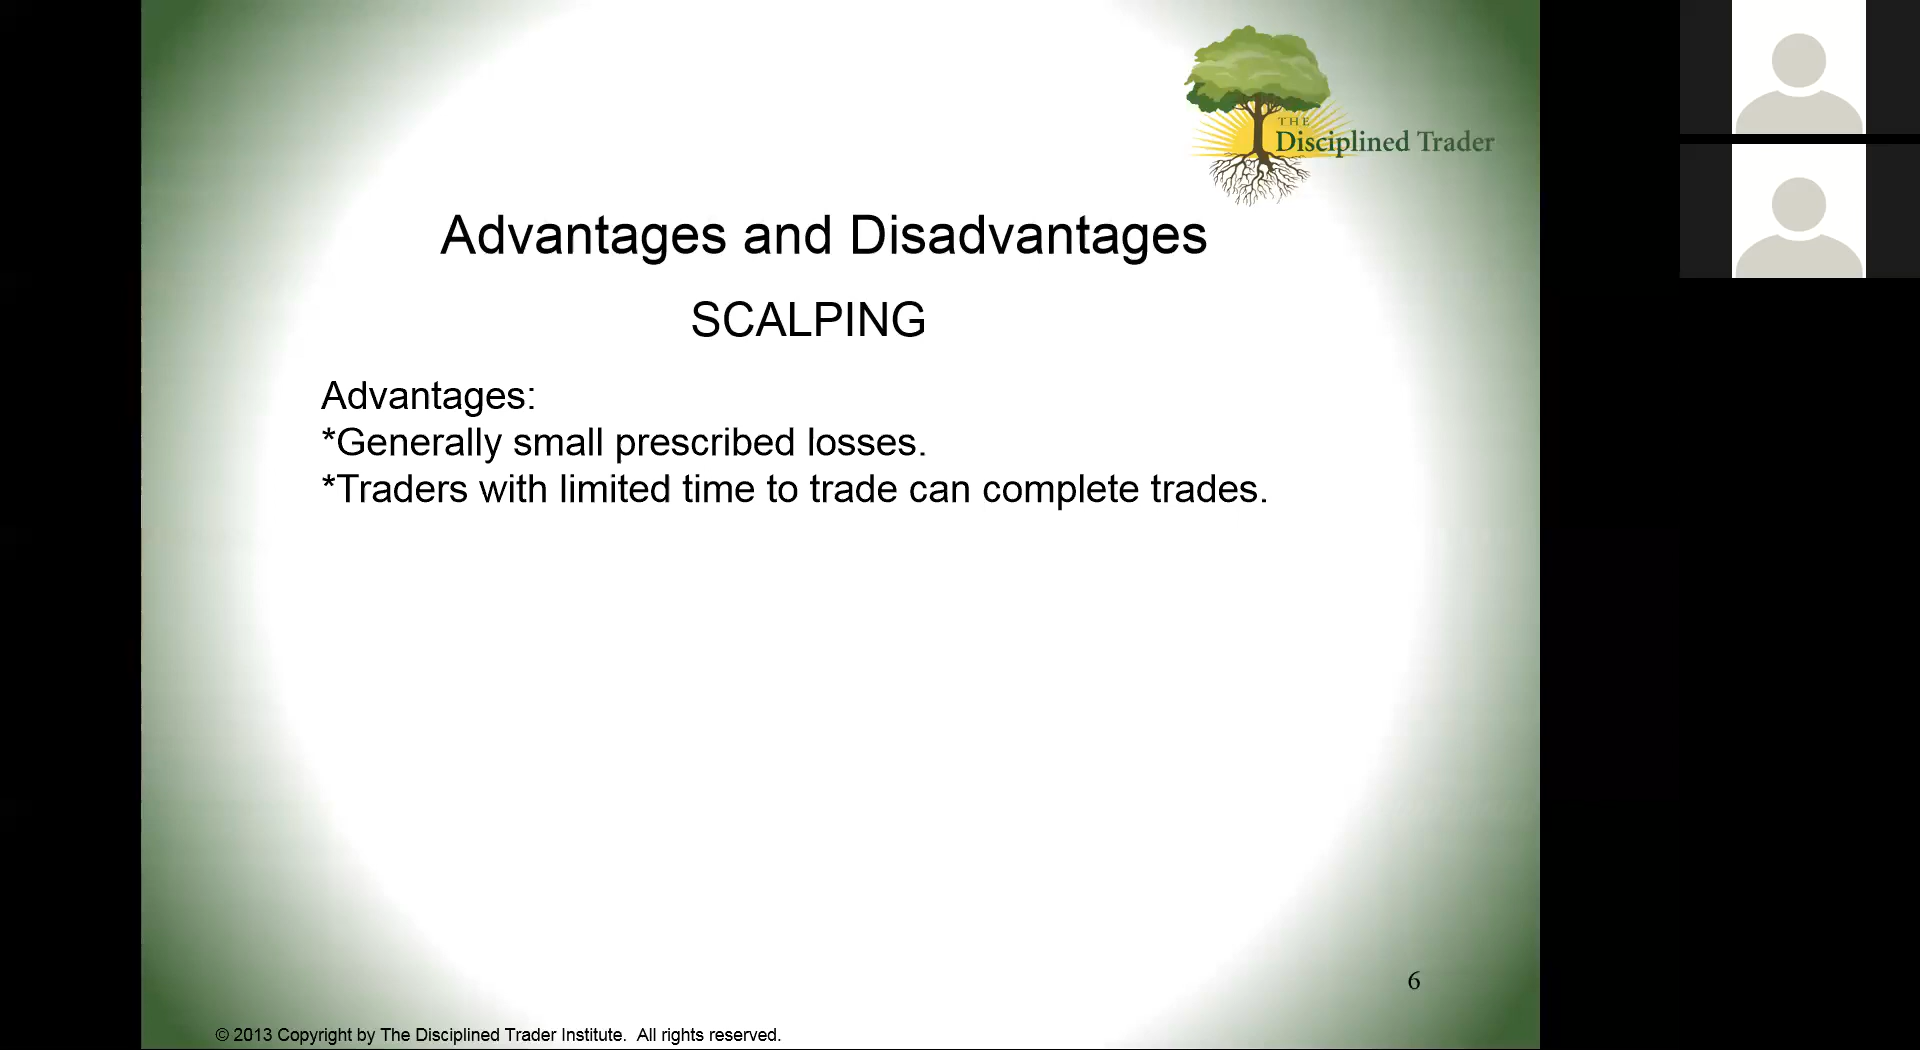 THE
Disciplined Trader
Advantages and Disadvantages
SCALPING
Advantages:
*Generally small prescribed losses.
*Traders with limited time to trade can complete trades.
6
© 2013 Copyright by The Disciplined Trader Institute.  All rights reserved.